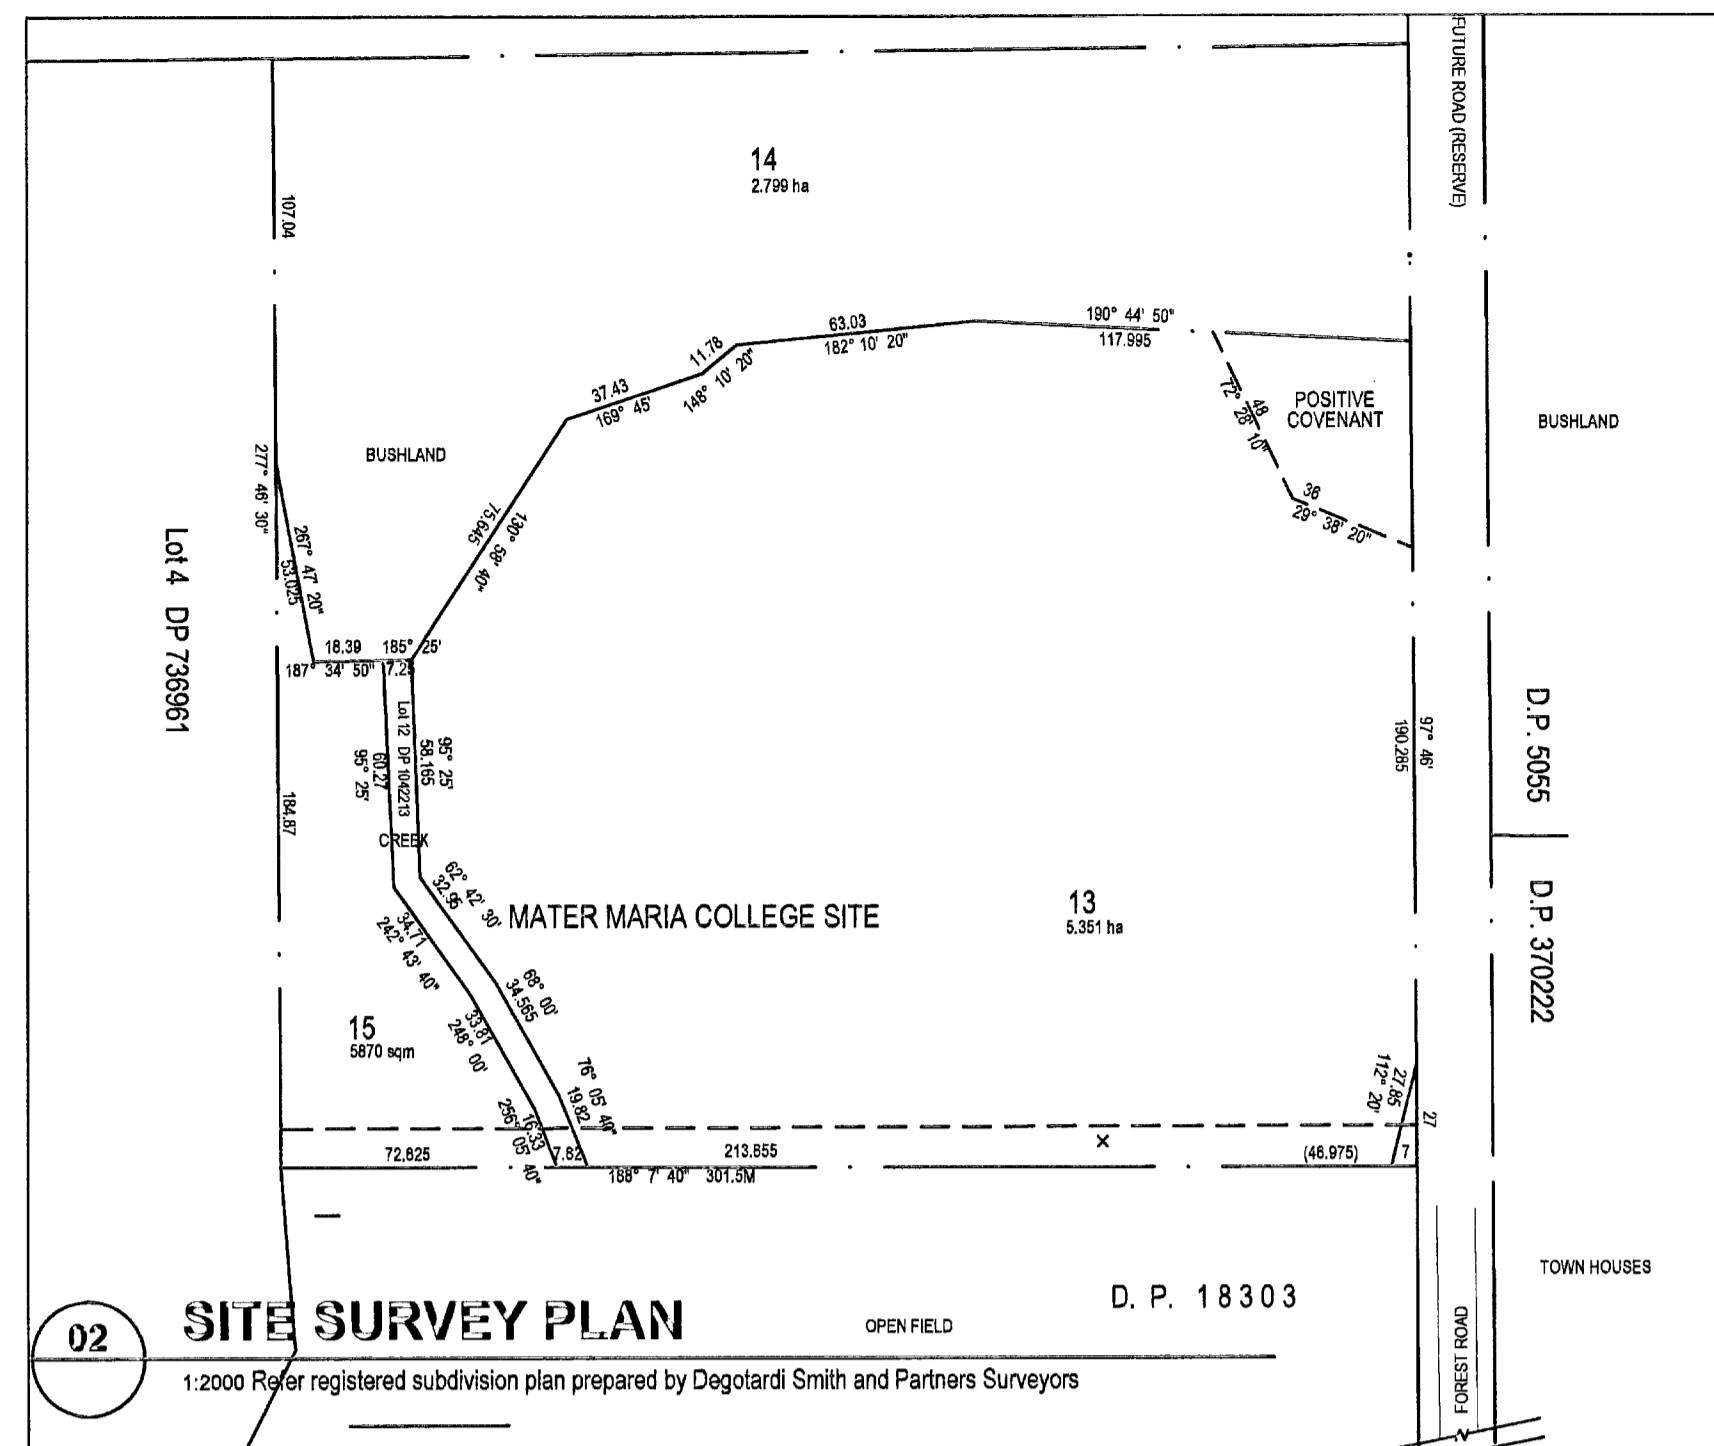 FUTURE ROAD (RESERVE)
14
2.799 ha
107.04
63.03
182° 10' 20"
190° 44' 50"
117.995
11.78
148° 10' 20"
37.43
169° 45'
72° 28' 10"
48
POSITIVE
COVENANT
BUSHLAND
BUSHLAND
36
29° 38' 20"
277° 46' 30"
267° 47' 20"
53.025
75.645
130° 58' 40"
Lot 4 DP 736961
18.39
185° 25'
187° 34' 50"
7.25
Lot 12 DP 1042213
95° 25'
58.165
60.27
95° 25'
97° 46'
190.285
D.P. 5055
184.87
CREEK
62° 42' 30"
32.95
MATER MARIA COLLEGE SITE
13
5.351 ha
D.P. 370222
34.71
242° 43' 40"
68° 00'
34.565
15
5870 sqm
33.81
248° 00'
76° 05' 40"
19.82
256° 05' 40"
16.33
27.85
112° 20'
27
72.825
7.82
213.855
x
(46.975)
7
188° 7' 40" 301.5M
D. P. 18303
TOWN HOUSES
02
SITE SURVEY PLAN
OPEN FIELD
FOREST ROAD
1:2000 Refer registered subdivision plan prepared by Degotardi Smith and Partners Surveyors